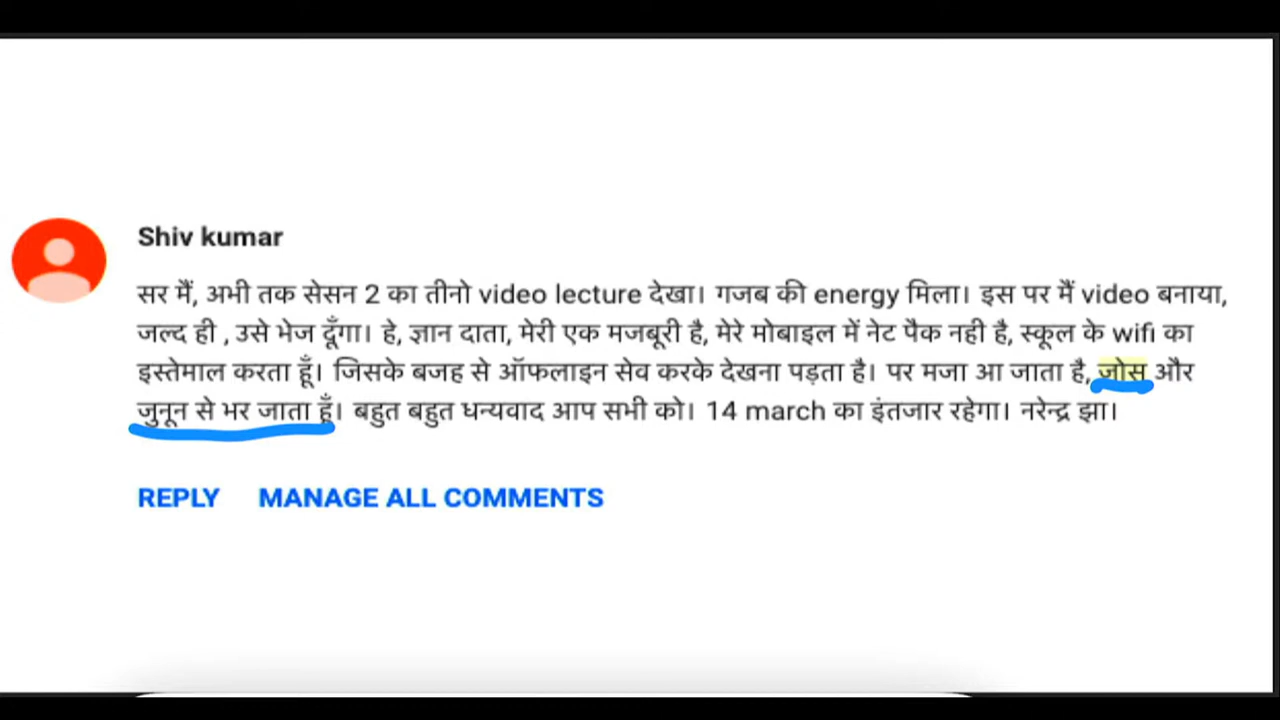 Shiv kumar
सर मैं, अभी तक सेसन 2 का तीनो video lecture देखा। गजब की energy मिला। इस पर मैं video बनाया,
जल्द ही , उसे भेज दूँगा। हे, ज्ञान दाता, मेरी एक मजबूरी है, मेरे मोबाइल में नेट पैक नही है, स्कूल के wifi का
इस्तेमाल करता हूँ। जिसके बजह से ऑफलाइन सेव करके देखना पड़ता है। पर मजा आ जाता है, जोस और
जुनून से भर जाता हूँ। बहुत बहुत धन्यवाद आप सभी को। 14 march का इंतजार रहेगा। नरेन्द्र झा।
REPLY MANAGE ALL COMMENTS